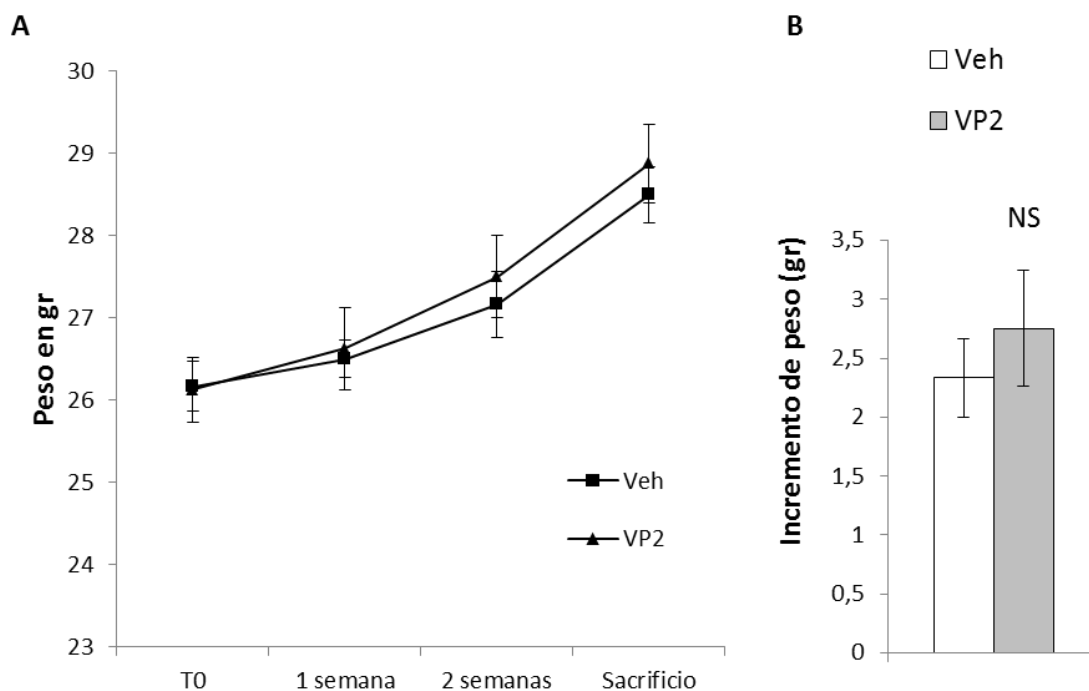 A
30
29
28
27
26
25
24
23
Peso en gr
T0
1 semana
2 semanas
Sacrificio
Veh
VP2
B
Veh
VP2
NS
3,5
3
2,5
2
1,5
1
0,5
0
Incremento de peso (gr)